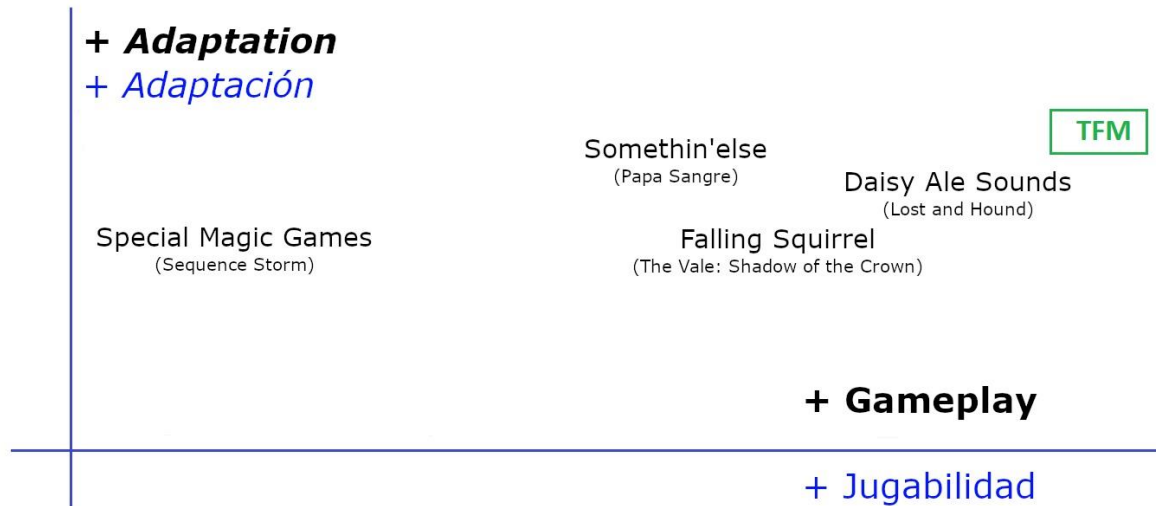 + Adaptation
+ Adaptación
TFM
Somethin'else
(Papa Sangre)
Daisy Ale Sounds
(Lost and Hound)
Special Magic Games
(Sequence Storm)
Falling Squirrel
(The Vale: Shadow of the Crown)
+ Gameplay
+ Jugabilidad